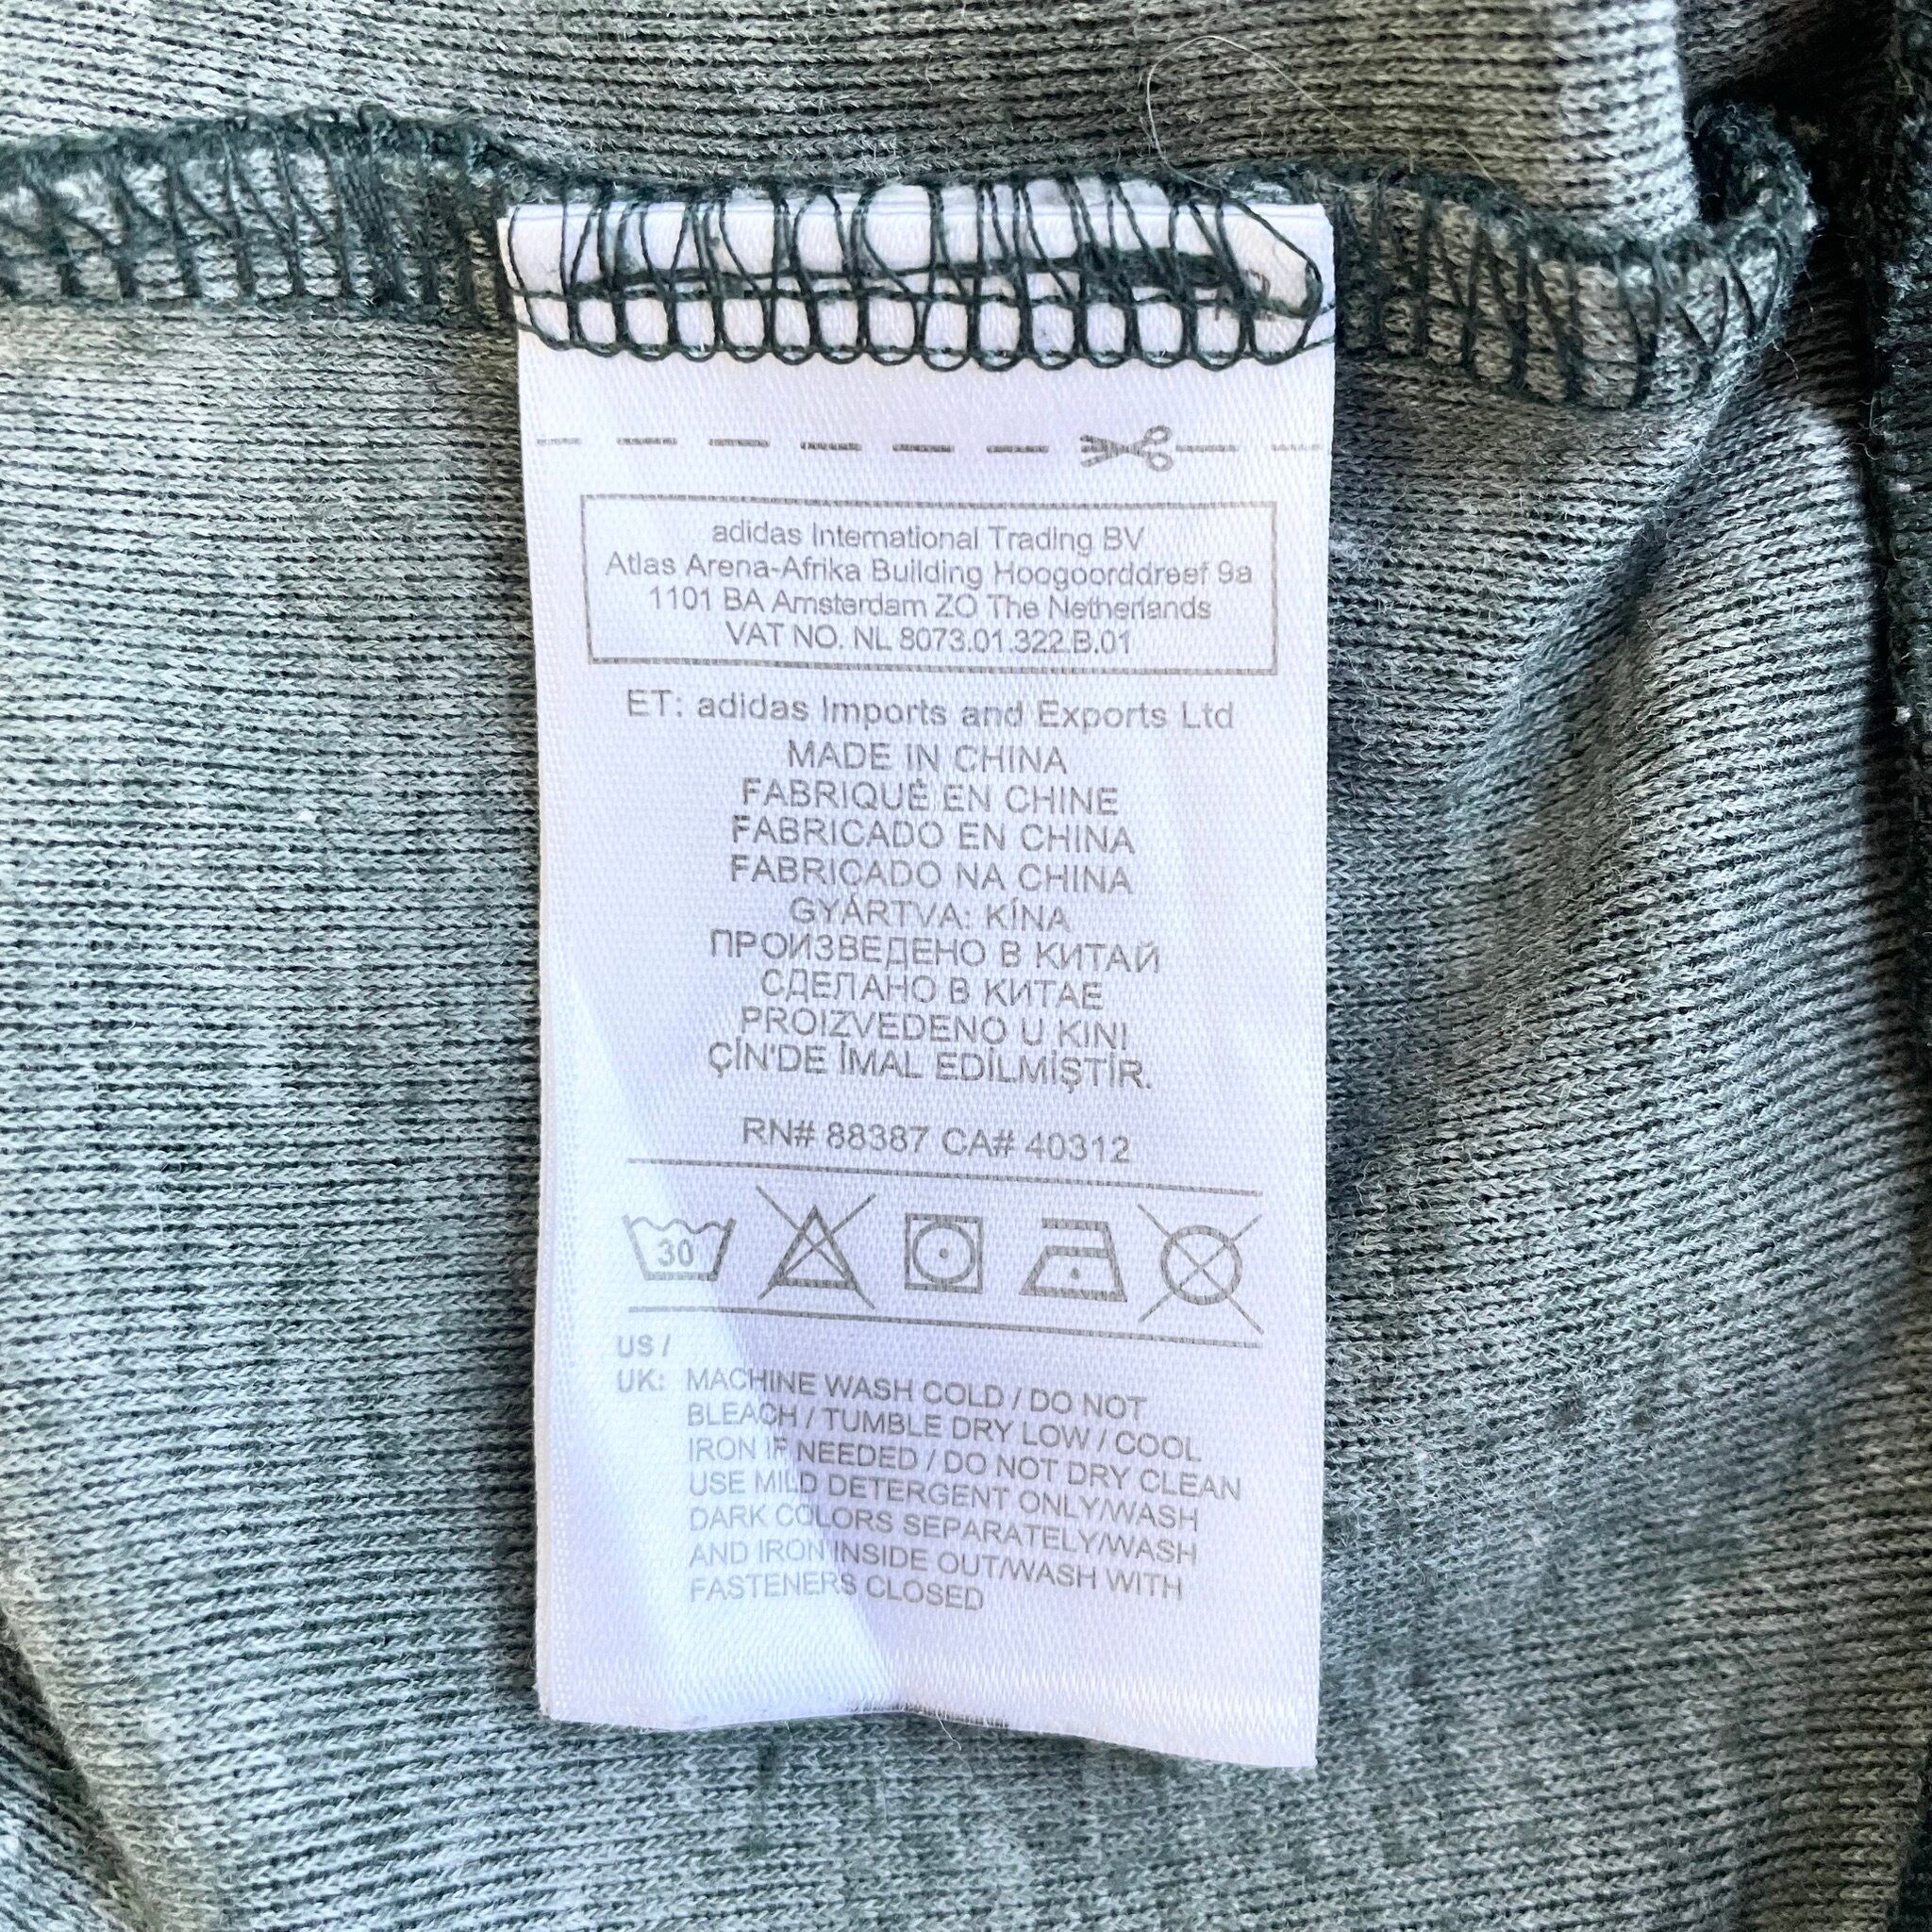 adidas International Trading BV
Atlas Arena-Afrika Building Hoogoorddreef 9a
1101 BA Amsterdam ZO The Netherlands
VAT NO. NL 8073.01.322.B.01
ET: adidas Imports and Exports Ltd
MADE IN CHINA
FABRIQUÉ EN CHINE
FABRICADO EN CHINA
FABRICADO NA CHINA
GYÁRTVA: KÍNA
ПРОИЗВЕДЕНО В КИТАЙ
СДЕЛАНО В КИТАЕ
PROIZVEDENO U KINI
ÇİN'DE İMAL EDİLMİŞTİR.
RN# 88387 CA# 40312
30
US /
UK: MACHINE WASH COLD / DO NOT
BLEACH / TUMBLE DRY LOW / COOL
IRON IF NEEDED / DO NOT DRY CLEAN
USE MILD DETERGENT ONLY/WASH
DARK COLORS SEPARATELY/WASH
AND IRON INSIDE OUT/WASH WITH
FASTENERS CLOSED